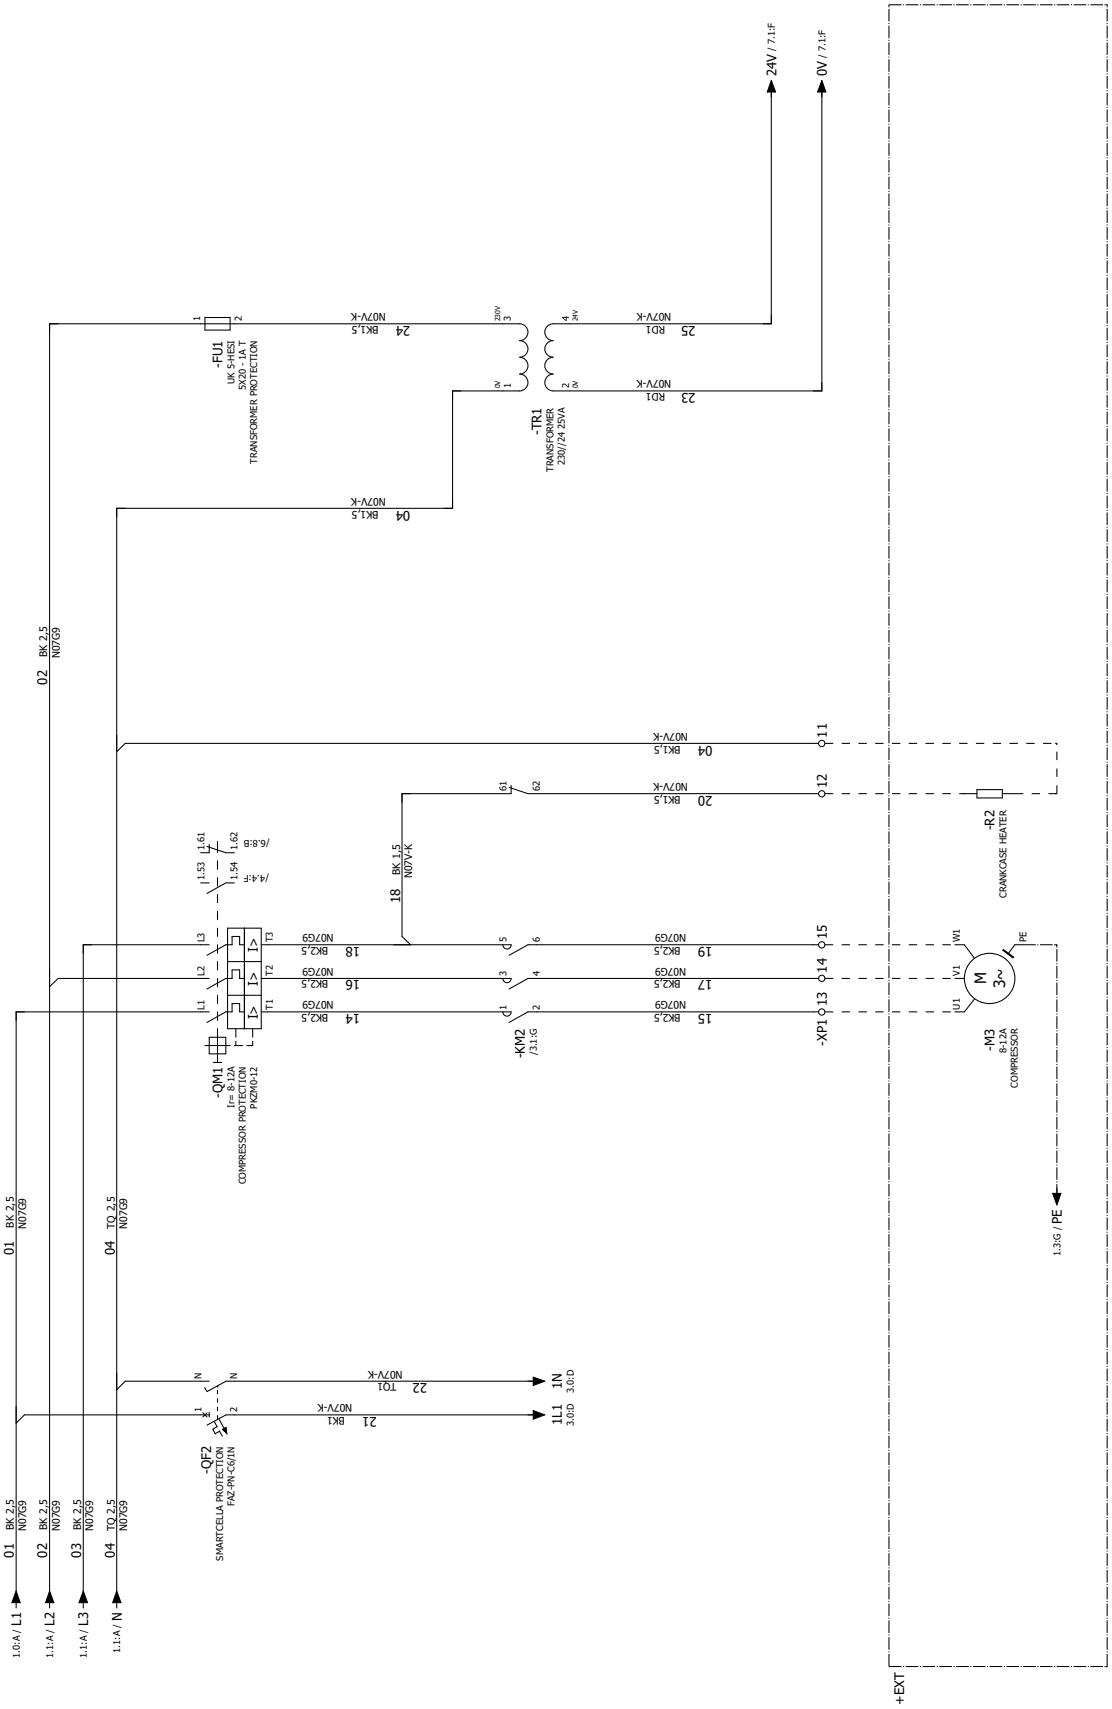 1.0:A / L1
1.1:A / L2
1.1:A / L3
1.1:A / N
01 BK 2,5
N07G9
02 BK 2,5
N07G9
03 BK 2,5
N07G9
04 TQ 2,5
N07G9
-QF2
SMARTCELLA PROTECTION
FAZ-PN-C6/1N
1
2
N
N
21
BK1
N07V-K
22
TQ1
N07V-K
1L1
3.0:D
1N
3.0:D
01 BK 2,5
N07G9
04 TQ 2,5
N07G9
-QM1
Ir= 8-12A
COMPRESSOR PROTECTION
PKZM0-12
L1
L2
L3
I>
I>
I>
T1
T2
T3
1.53
1.54
/4.4:F
1.61
1.62
/6.8:B
14
BK2,5
N07G9
16
BK2,5
N07G9
18
BK2,5
N07G9
18 BK 1,5
N07V-K
-KM2
/3.1:G
1
2
3
4
5
6
61
62
15
BK2,5
N07G9
17
BK2,5
N07G9
19
BK2,5
N07G9
20
BK1,5
N07V-K
04
BK1,5
N07V-K
-XP1
13
14
15
12
11
-M3
8-12A
COMPRESSOR
U1
V1
W1
M
3~
PE
1.3:G / PE
-R2
CRANKCASE HEATER
02 BK 2,5
N07G9
04
BK1,5
N07V-K
-FU1
UK 5-HESI
5X20 - 1A T
TRANSFORMER PROTECTION
1
2
24
BK1,5
N07V-K
-TR1
TRANSFORMER
230//24 25VA
0V
1
230V
3
2
0V
4
24V
23
RD1
N07V-K
25
RD1
N07V-K
24V / 7.1:F
0V / 7.1:F
+EXT